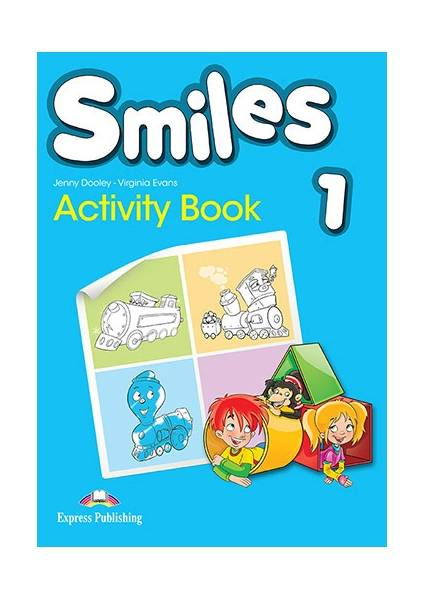 Smiles
Jenny Dooley - Virginia Evans
Activity Book 1
Express Publishing